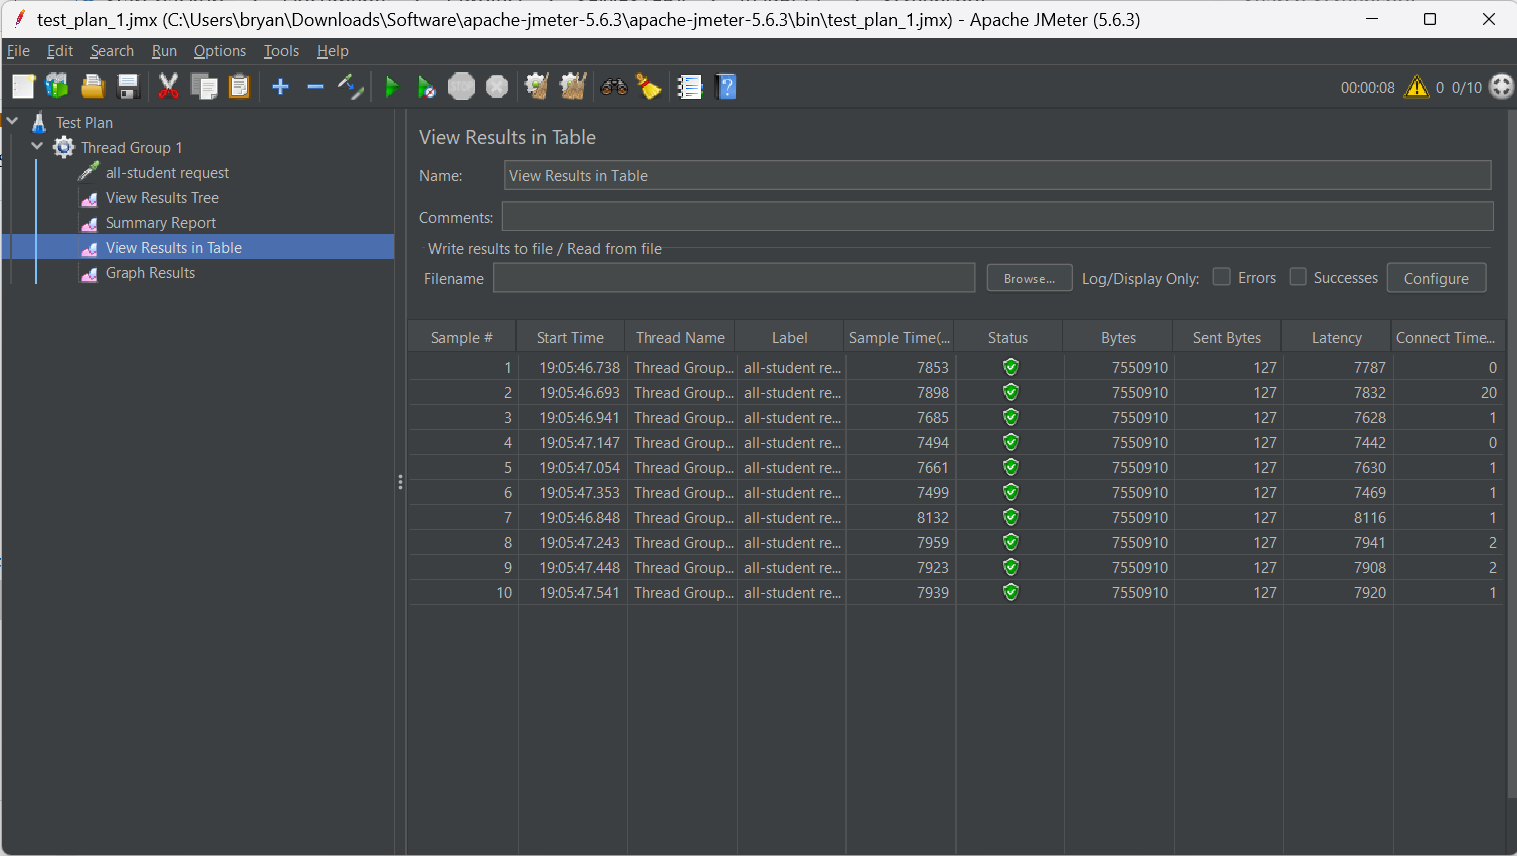 test_plan_1.jmx (C:\Users\bryan\Downloads\Software\apache-jmeter-5.6.3\apache-jmeter-5.6.3\bin\test_plan_1.jmx) - Apache JMeter (5.6.3)
File Edit Search Run Options Tools Help
STOP 00:00:08 0 0/10
Test Plan
Thread Group 1
all-student request
View Results Tree
Summary Report
View Results in Table
Graph Results
View Results in Table
Name: View Results in Table
Comments:
Write results to file / Read from file
Filename Browse... Log/Display Only: Errors Successes Configure
Sample # Start Time Thread Name Label Sample Time(... Status Bytes Sent Bytes Latency Connect Time...
1 19:05:46.738 Thread Group... all-student re... 7853 7550910 127 7787 0
2 19:05:46.693 Thread Group... all-student re... 7898 7550910 127 7832 20
3 19:05:46.941 Thread Group... all-student re... 7685 7550910 127 7628 1
4 19:05:47.147 Thread Group... all-student re... 7494 7550910 127 7442 0
5 19:05:47.054 Thread Group... all-student re... 7661 7550910 127 7630 1
6 19:05:47.353 Thread Group... all-student re... 7499 7550910 127 7469 1
7 19:05:46.848 Thread Group... all-student re... 8132 7550910 127 8116 1
8 19:05:47.243 Thread Group... all-student re... 7959 7550910 127 7941 2
9 19:05:47.448 Thread Group... all-student re... 7923 7550910 127 7908 2
10 19:05:47.541 Thread Group... all-student re... 7939 7550910 127 7920 1